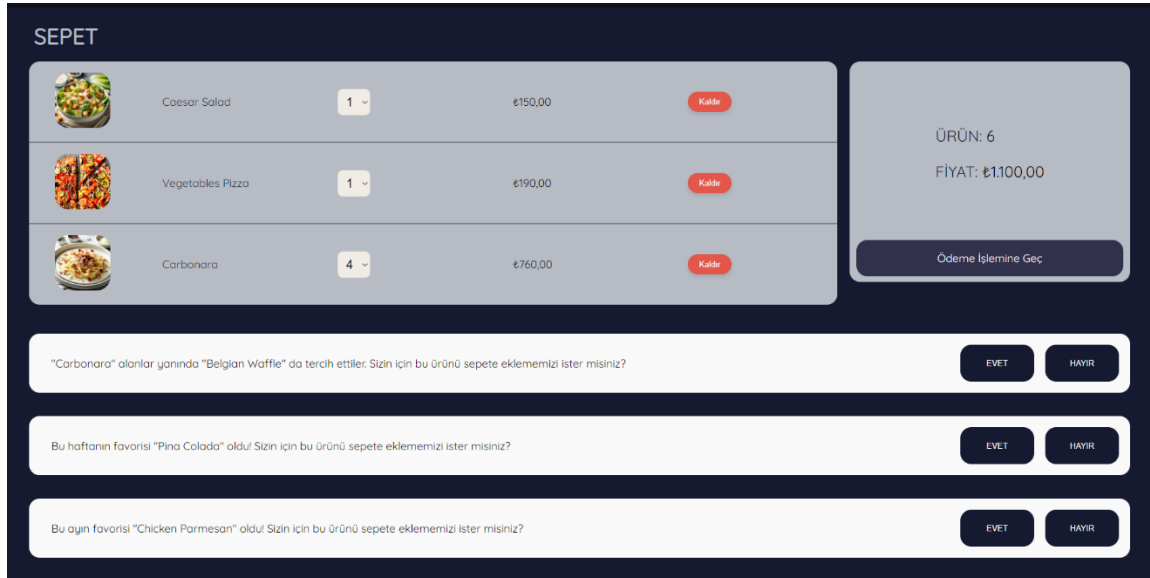 SEPET
Caesar Salad 1 ₺150,00 Kaldır
Vegetables Pizza 1 ₺190,00 Kaldır
Carbonara 4 ₺760,00 Kaldır
ÜRÜN: 6
FİYAT: ₺1.100,00
Ödeme İşlemine Geç
"Carbonara" alanlar yanında "Belgian Waffle" da tercih ettiler. Sizin için bu ürünü sepete eklememizi ister misiniz? EVET HAYIR
Bu haftanın favorisi "Pina Colada" oldu! Sizin için bu ürünü sepete eklememizi ister misiniz? EVET HAYIR
Bu ayın favorisi "Chicken Parmesan" oldu! Sizin için bu ürünü sepete eklememizi ister misiniz? EVET HAYIR